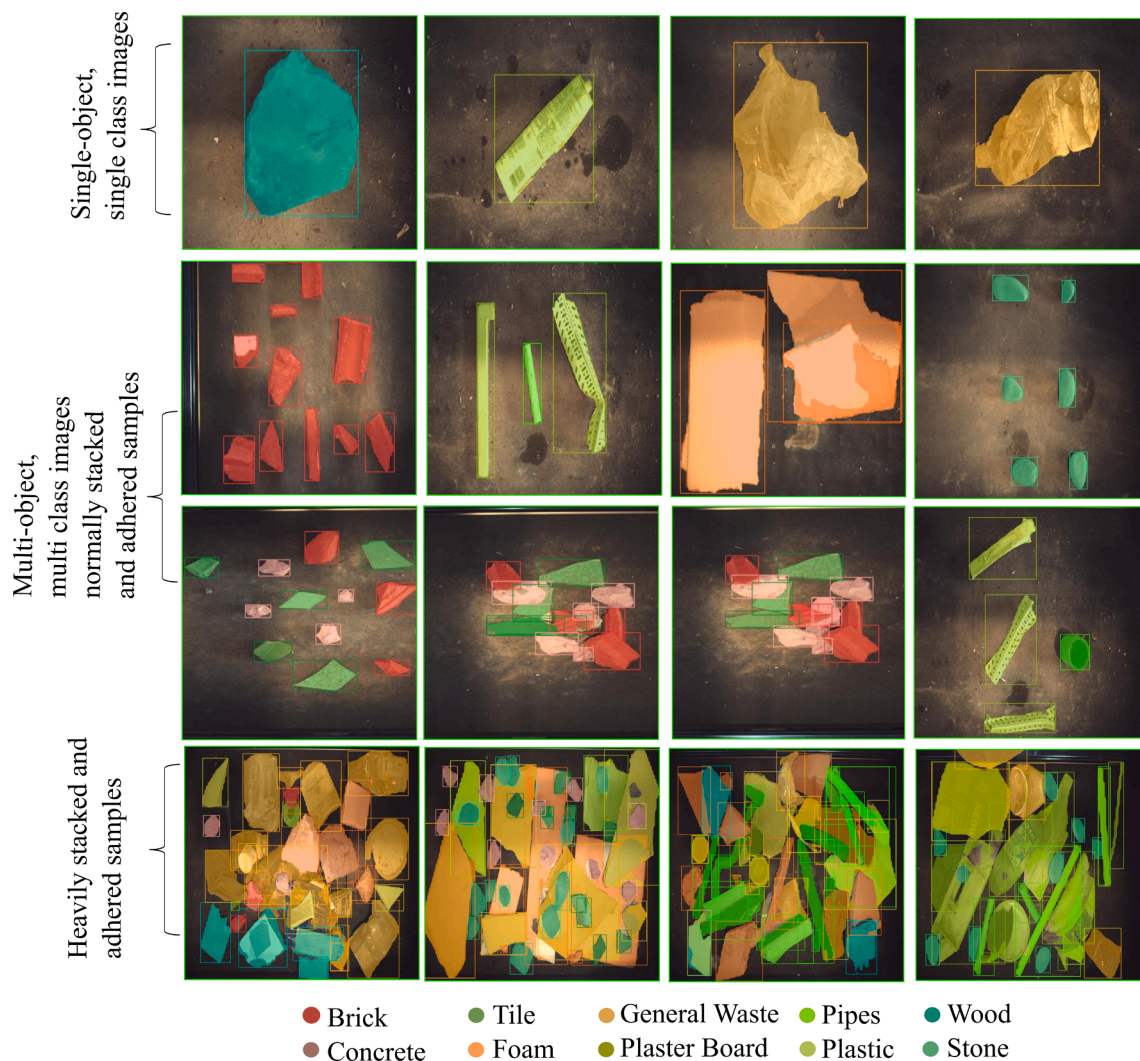 Single-object,
single class images
Multi-object,
multi class images
normally stacked
and adhered samples
Heavily stacked and
adhered samples
Brick
Tile
General Waste
Pipes
Wood
Concrete
Foam
Plaster Board
Plastic
Stone